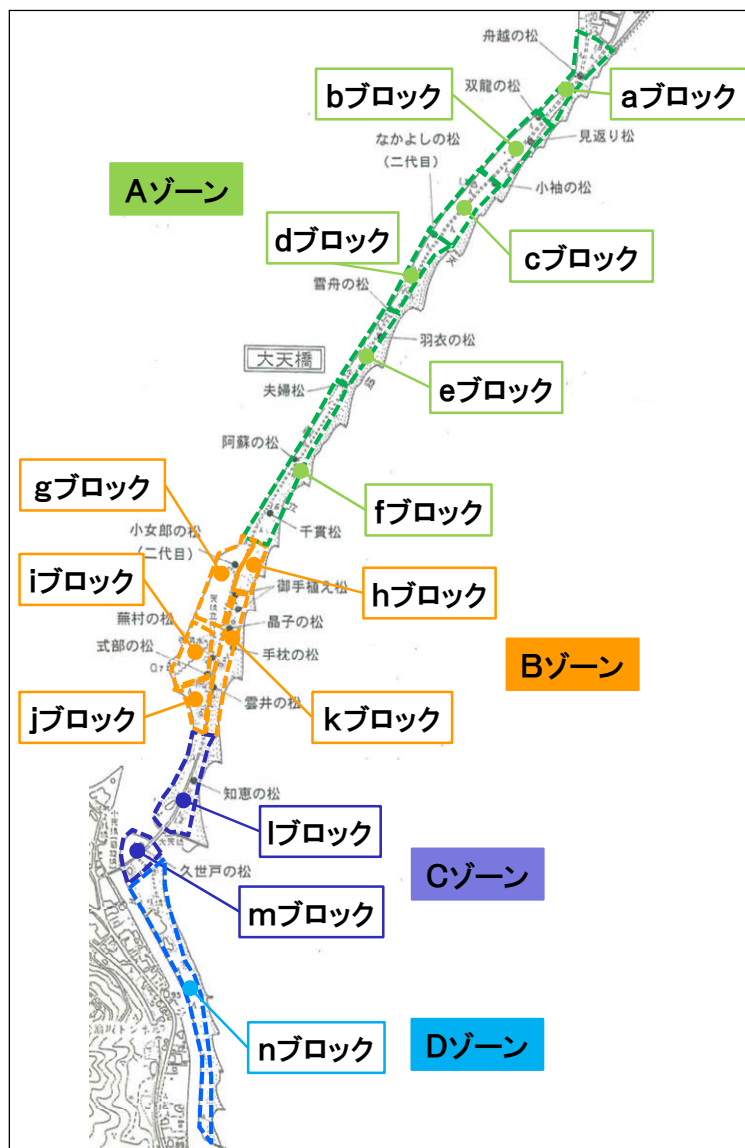 舟越の松
双龍の松
bブロック
aブロック
なかよしの松
(二代目)
見返り松
Aゾーン
小袖の松
dブロック
cブロック
雪舟の松
羽衣の松
大天橋
夫婦松
eブロック
阿蘇の松
gブロック
fブロック
千貫松
小女郎の松
(二代目)
iブロック
御手植え松
hブロック
蕪村の松
晶子の松
式部の松
手枕の松
Bゾーン
雲井の松
jブロック
kブロック
知恵の松
lブロック
久世戸の松
Cゾーン
mブロック
nブロック
Dゾーン